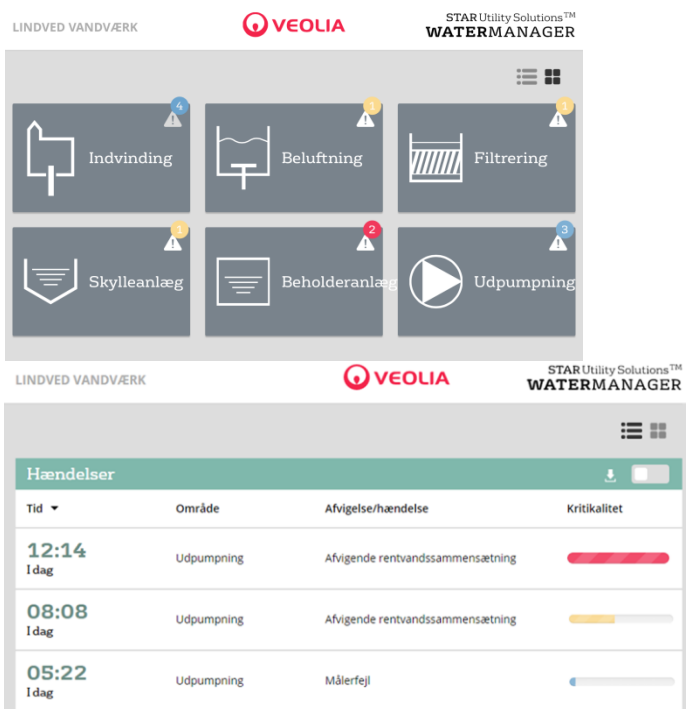 LINDVED VANDVÆRK
VEOLIA
STAR Utility Solutions™
WATERMANAGER
4
Indvinding
1
Beluftning
1
Filtrering
1
Skylleanlæg
2
Beholderanlæg
3
Udpumpning
LINDVED VANDVÆRK
VEOLIA
STAR Utility Solutions™
WATERMANAGER
Hændelser
Tid Område Afvigelse/hændelse Kritikalitet
12:14
I dag
Udpumpning Afvigende rentvandssammensætning
08:08
I dag
Udpumpning Afvigende rentvandssammensætning
05:22
I dag
Udpumpning Målerfejl